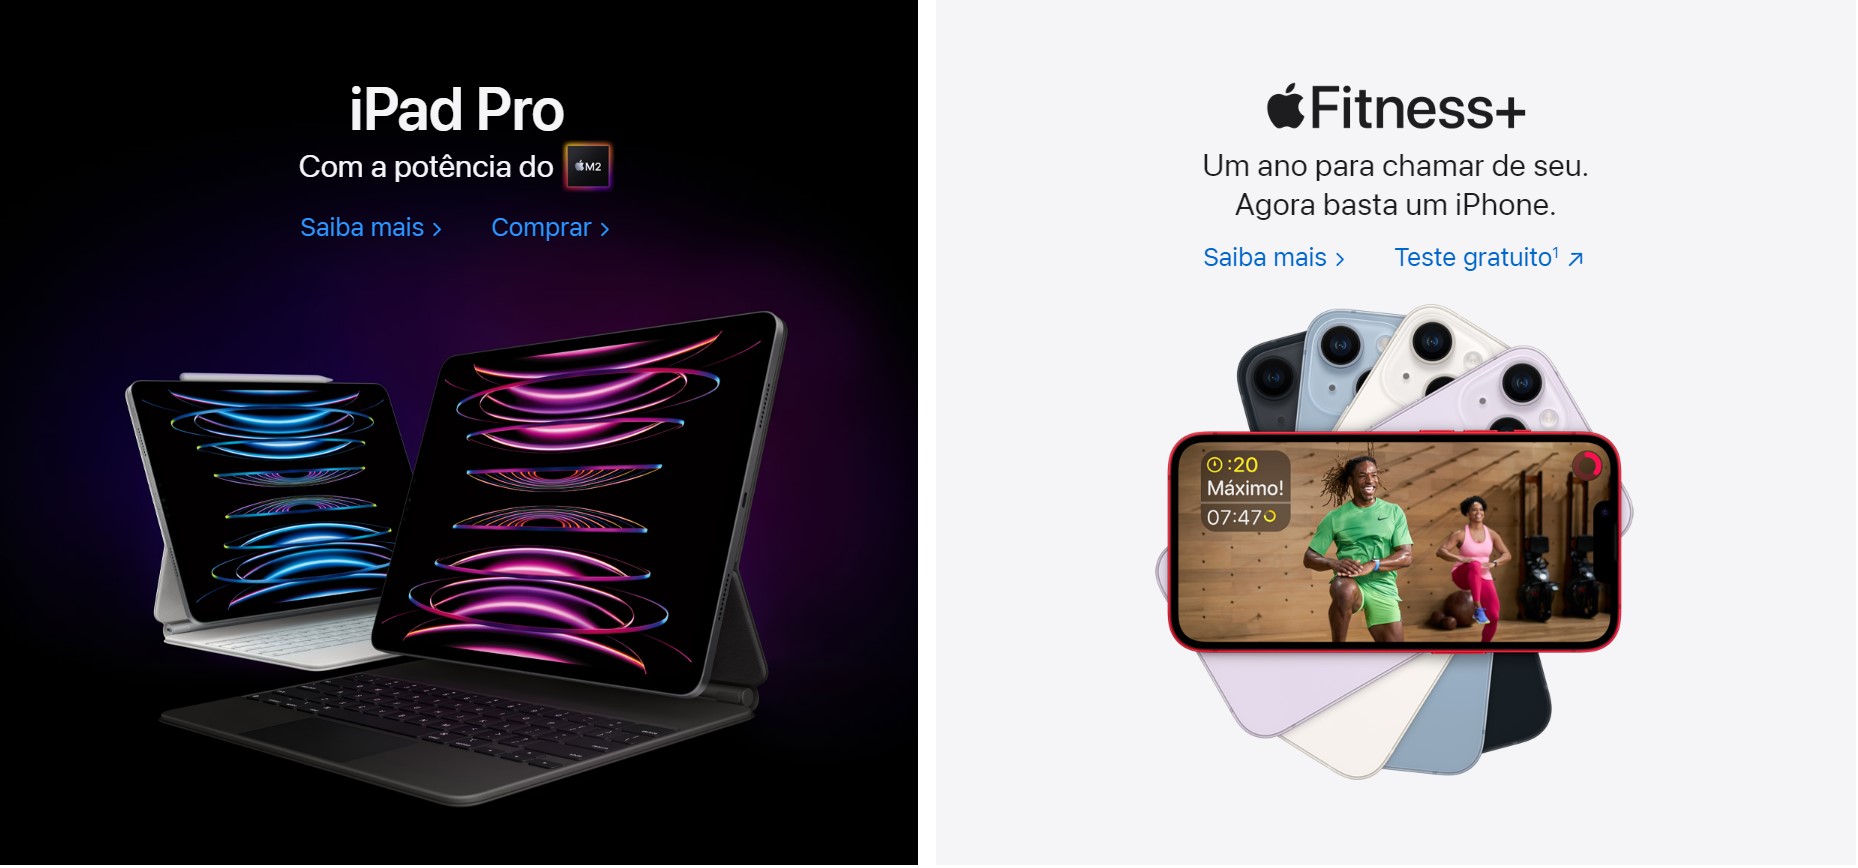 iPad Pro
Com a potência do M2
Saiba mais > Comprar >
Fitness+
Um ano para chamar de seu.
Agora basta um iPhone.
Saiba mais > Teste gratuito¹ ↗
:20
Máximo!
07:47